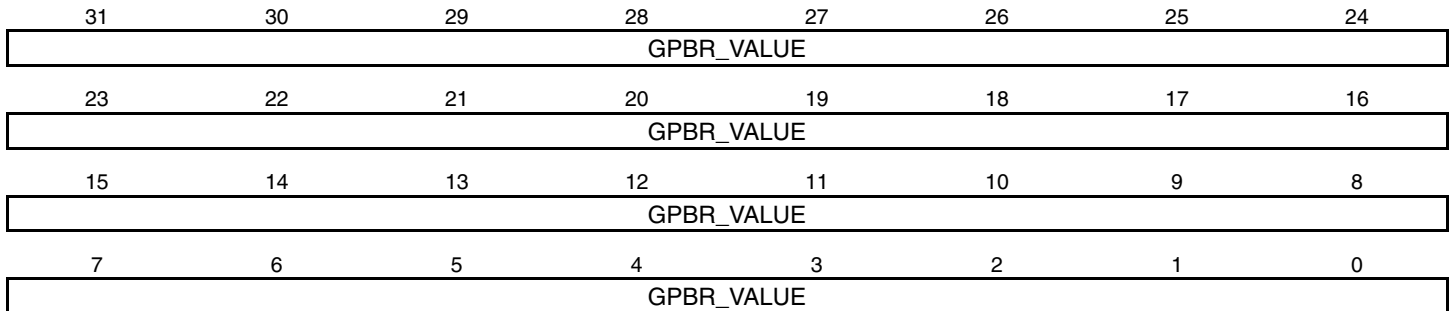 31 30 29 28 27 26 25 24
GPBR_VALUE
23 22 21 20 19 18 17 16
GPBR_VALUE
15 14 13 12 11 10 9 8
GPBR_VALUE
7 6 5 4 3 2 1 0
GPBR_VALUE